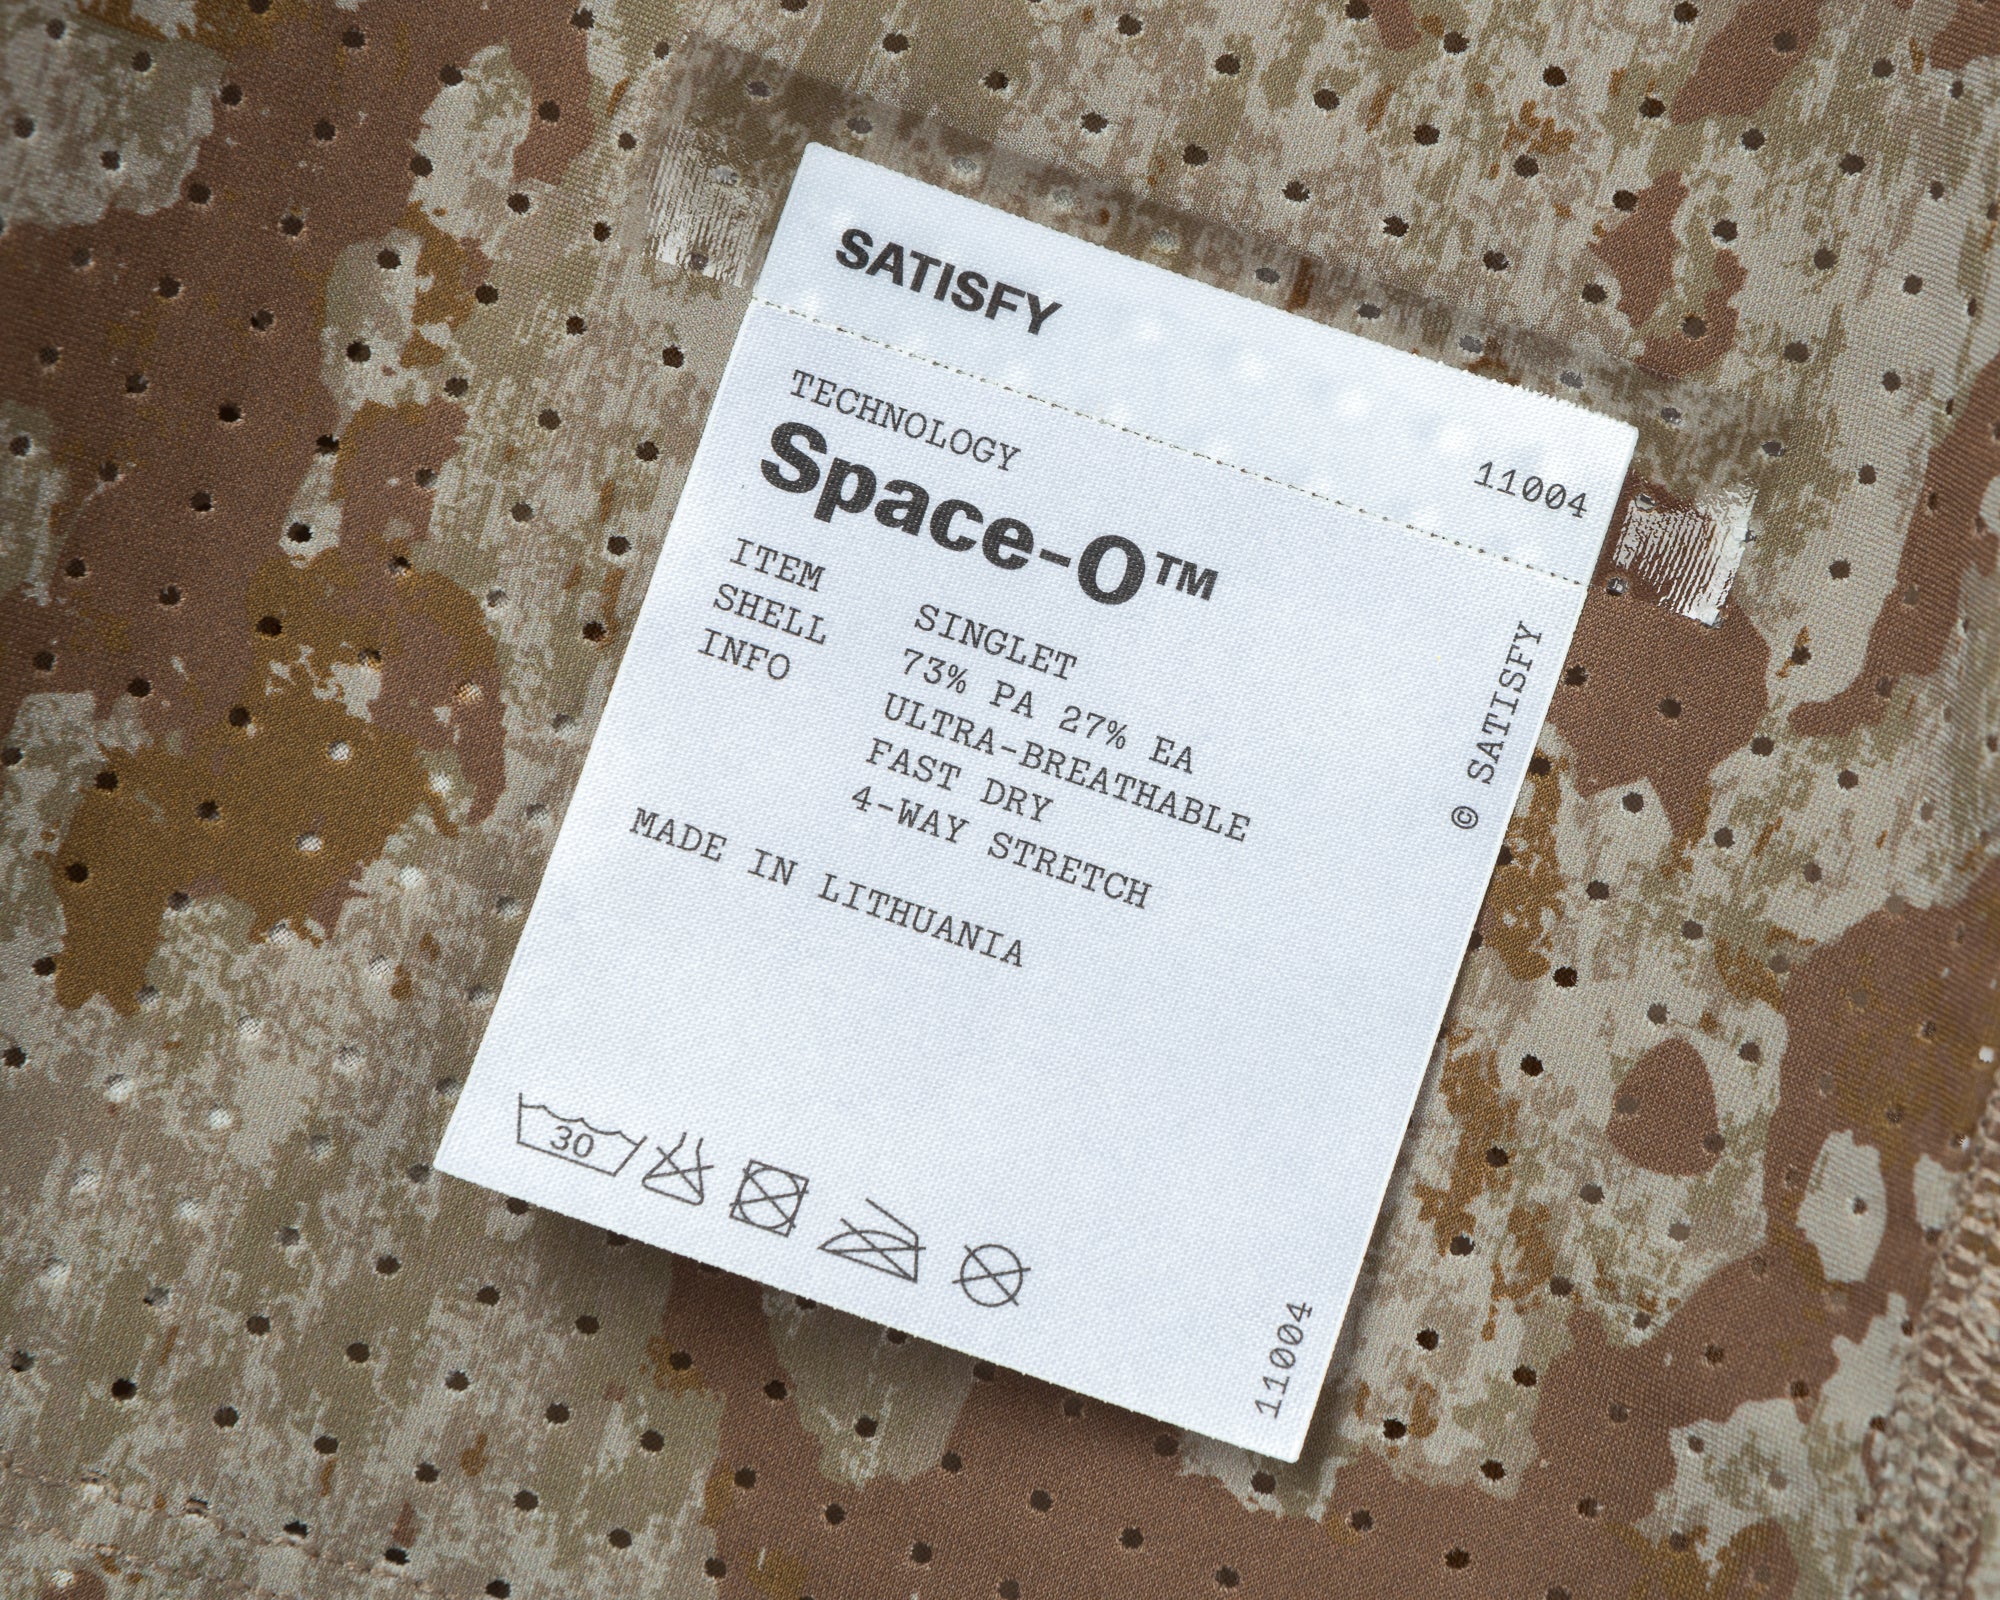 SATISFY
11004
TECHNOLOGY
Space-O™
ITEM SINGLET
SHELL 73% PA 27% EA
INFO ULTRA-BREATHABLE
FAST DRY
4-WAY STRETCH
MADE IN LITHUANIA
© SATISFY
30
11004